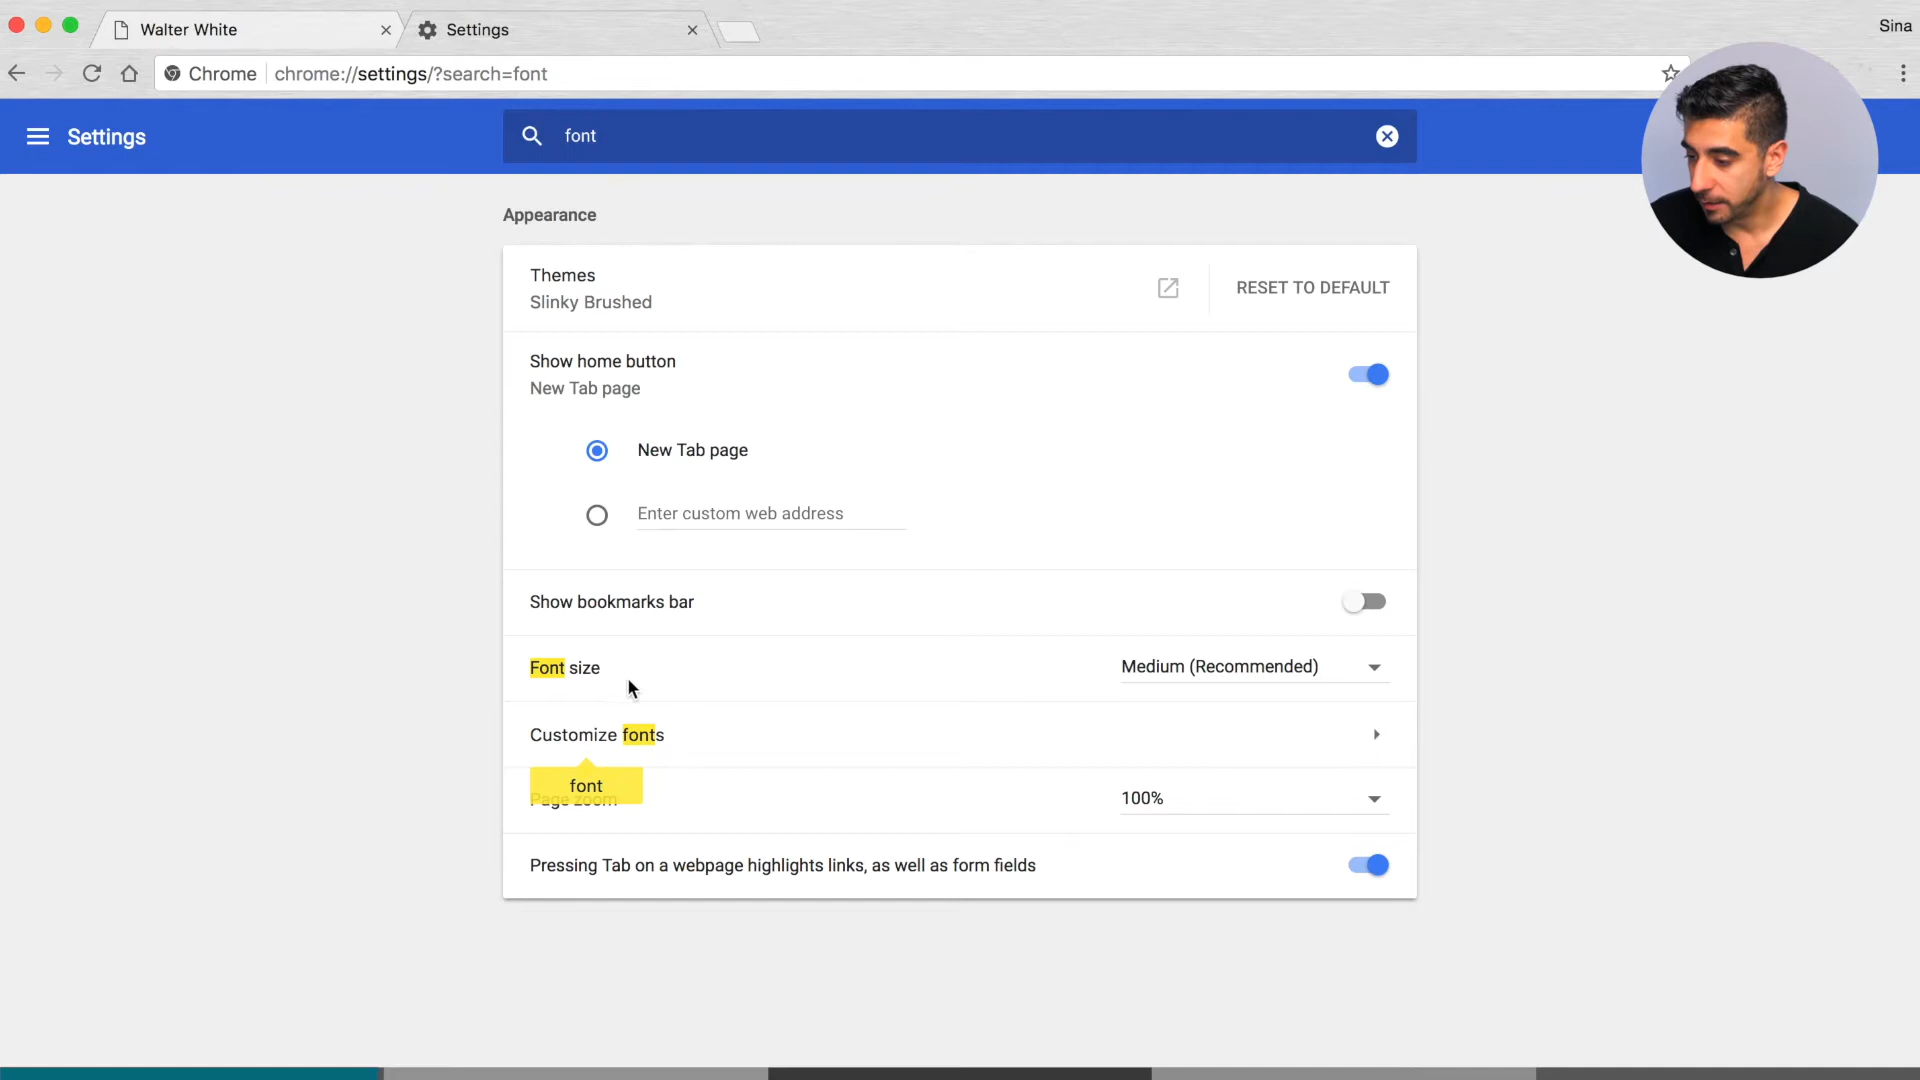 Walter White
Settings
Sina
Chrome
chrome://settings/?search=font
Settings
font
Appearance
Themes
Slinky Brushed
RESET TO DEFAULT
Show home button
New Tab page
New Tab page
Enter custom web address
Show bookmarks bar
Font size
Medium (Recommended)
Customize fonts
font
Page zoom
100%
Pressing Tab on a webpage highlights links, as well as form fields